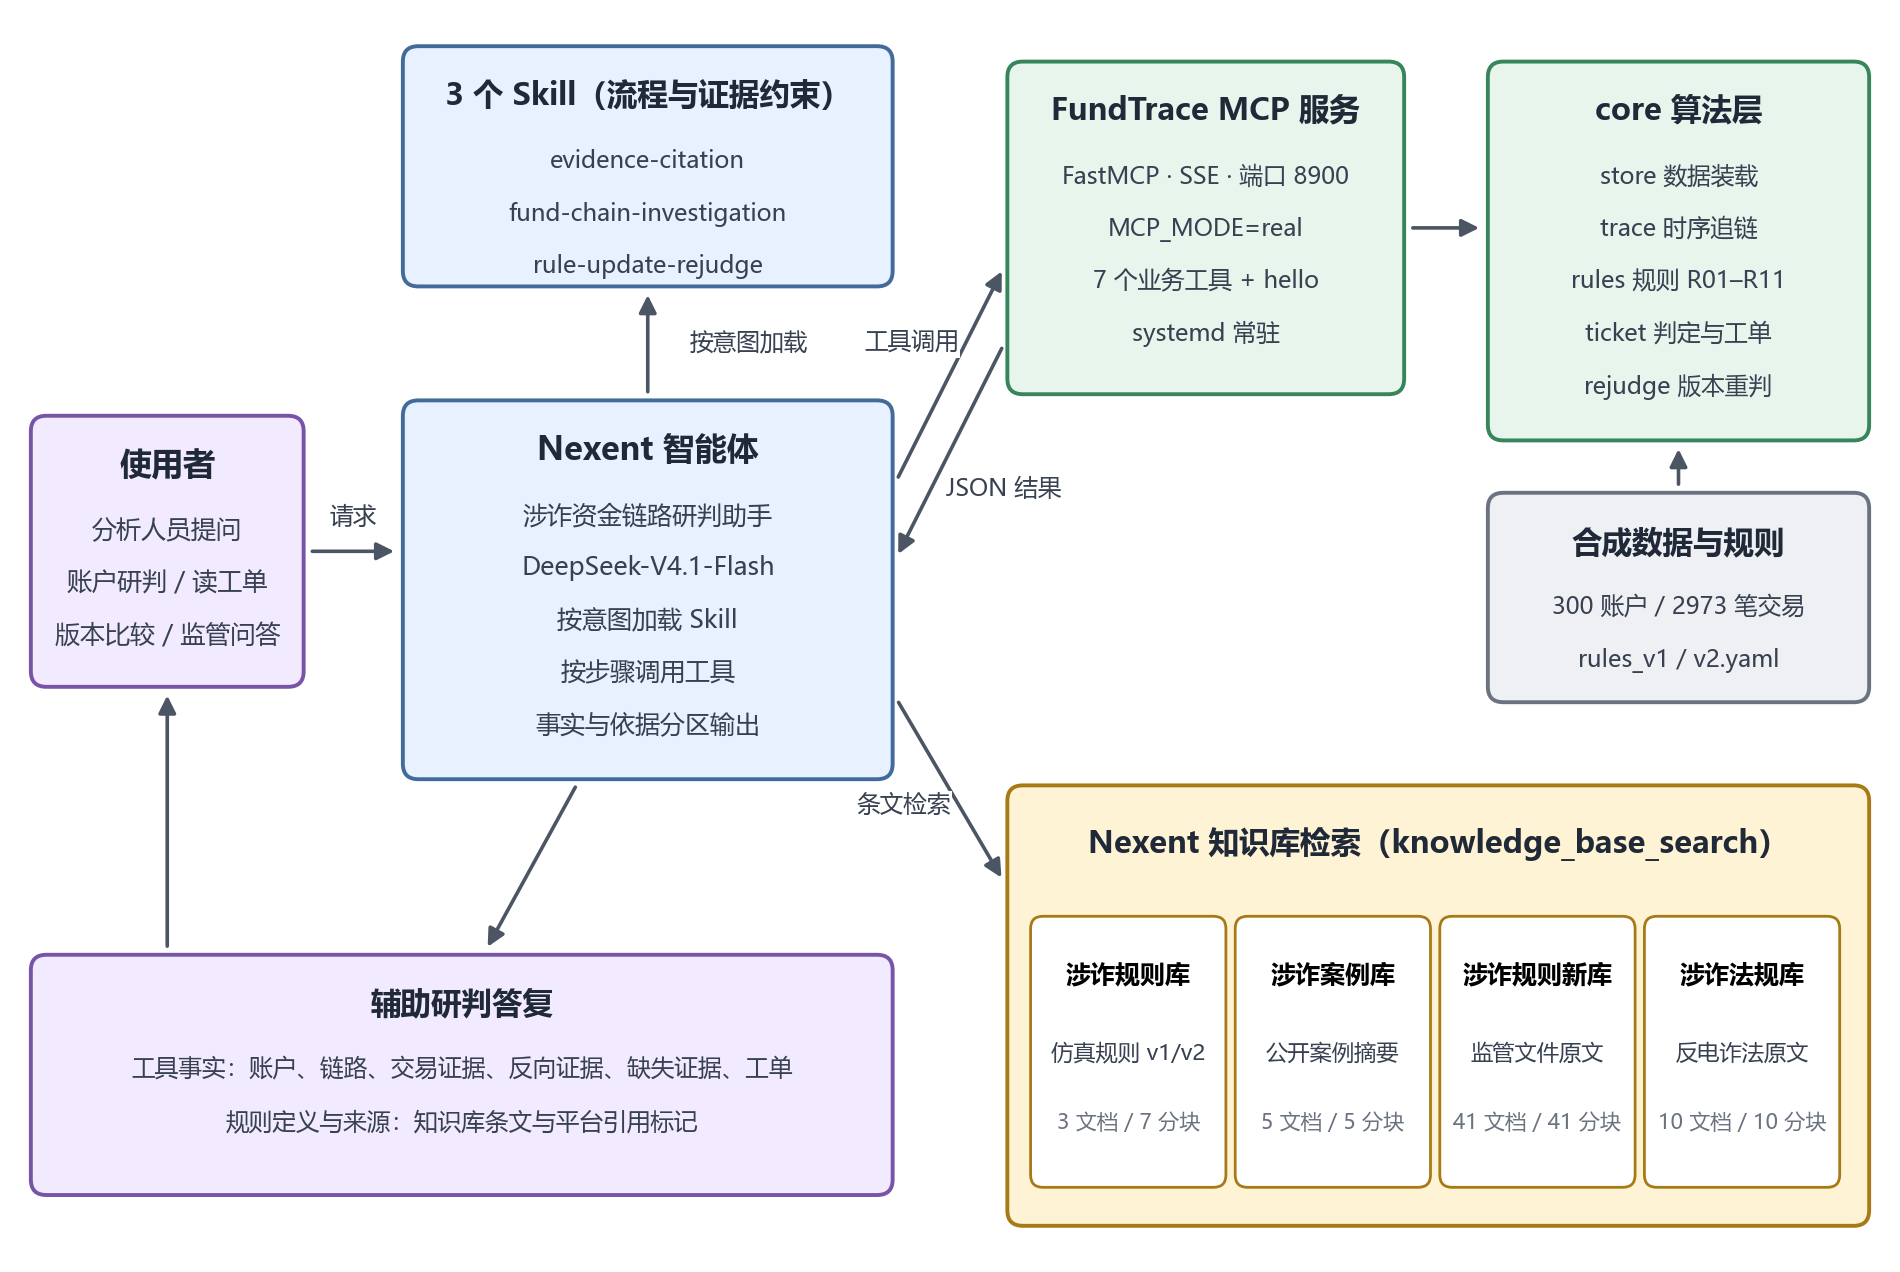 3 个 Skill（流程与证据约束）
evidence-citation
fund-chain-investigation
rule-update-rejudge
FundTrace MCP 服务
FastMCP · SSE · 端口 8900
MCP_MODE=real
7 个业务工具 + hello
systemd 常驻
core 算法层
store 数据装载
trace 时序追链
rules 规则 R01–R11
ticket 判定与工单
rejudge 版本重判
按意图加载
工具调用
使用者
分析人员提问
账户研判 / 读工单
版本比较 / 监管问答
请求
Nexent 智能体
涉诈资金链路研判助手
DeepSeek-V4.1-Flash
按意图加载 Skill
按步骤调用工具
事实与依据分区输出
JSON 结果
合成数据与规则
300 账户 / 2973 笔交易
rules_v1 / v2.yaml
条文检索
Nexent 知识库检索（knowledge_base_search）
涉诈规则库
仿真规则 v1/v2
3 文档 / 7 分块
涉诈案例库
公开案例摘要
5 文档 / 5 分块
涉诈规则新库
监管文件原文
41 文档 / 41 分块
涉诈法规库
反电诈法原文
10 文档 / 10 分块
辅助研判答复
工具事实：账户、链路、交易证据、反向证据、缺失证据、工单
规则定义与来源：知识库条文与平台引用标记